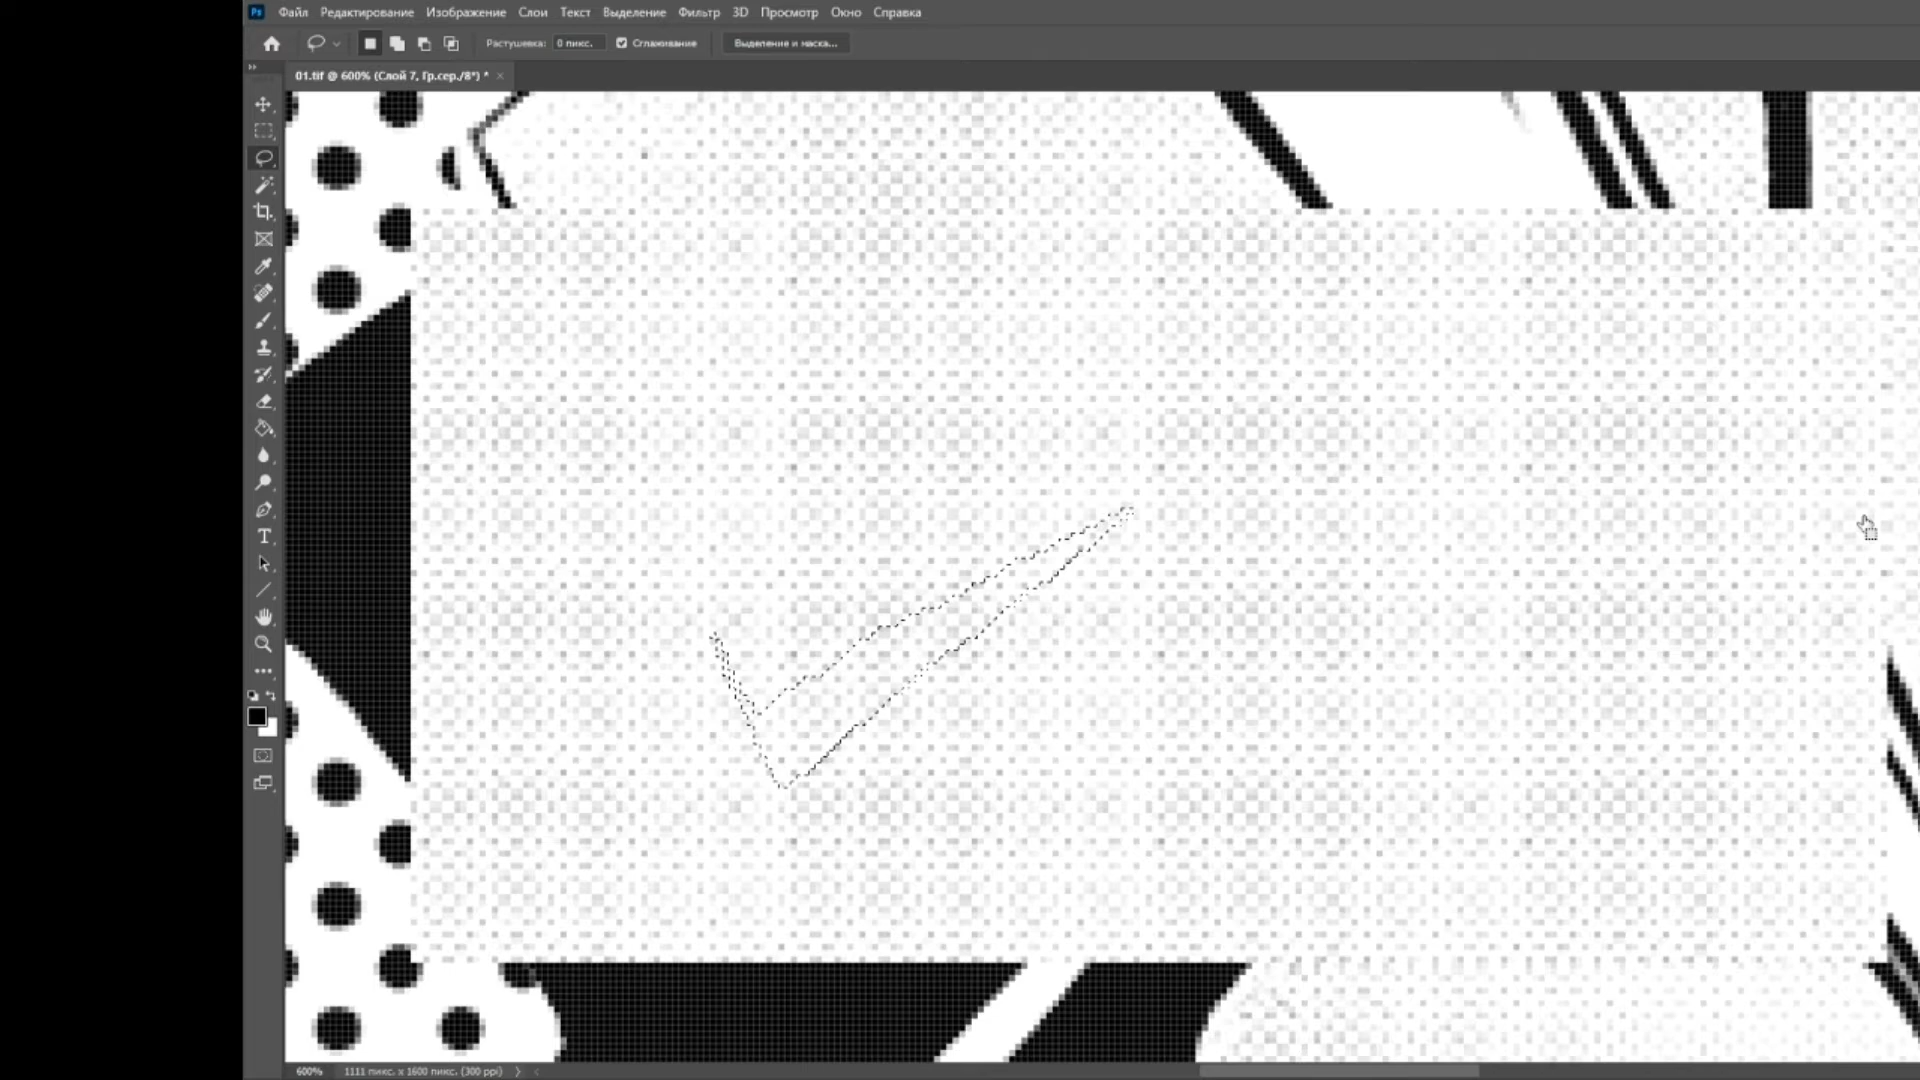 Ps Файл Редактирование Изображение Слои Текст Выделение Фильтр 3D Просмотр Окно Справка
Растушевка: 0 пикс. Сглаживание Выделение и маска...
01.tif @ 600% (Слой 7, Гр.сер./8*) *
600% 1111 пикс. x 1600 пикс. (300 ppi)